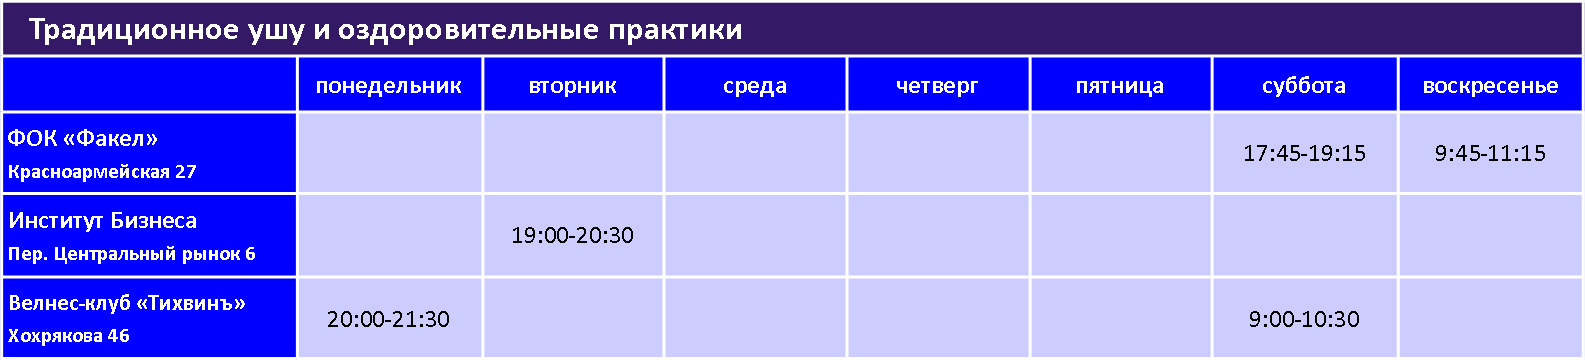 Традиционное ушу и оздоровительные практики
понедельник вторник среда четверг пятница суббота воскресенье
ФОК «Факел»
Красноармейская 27
17:45-19:15 9:45-11:15
Институт Бизнеса
Пер. Центральный рынок 6
19:00-20:30
Велнес-клуб «Тихвинъ»
Хохрякова 46
20:00-21:30 9:00-10:30